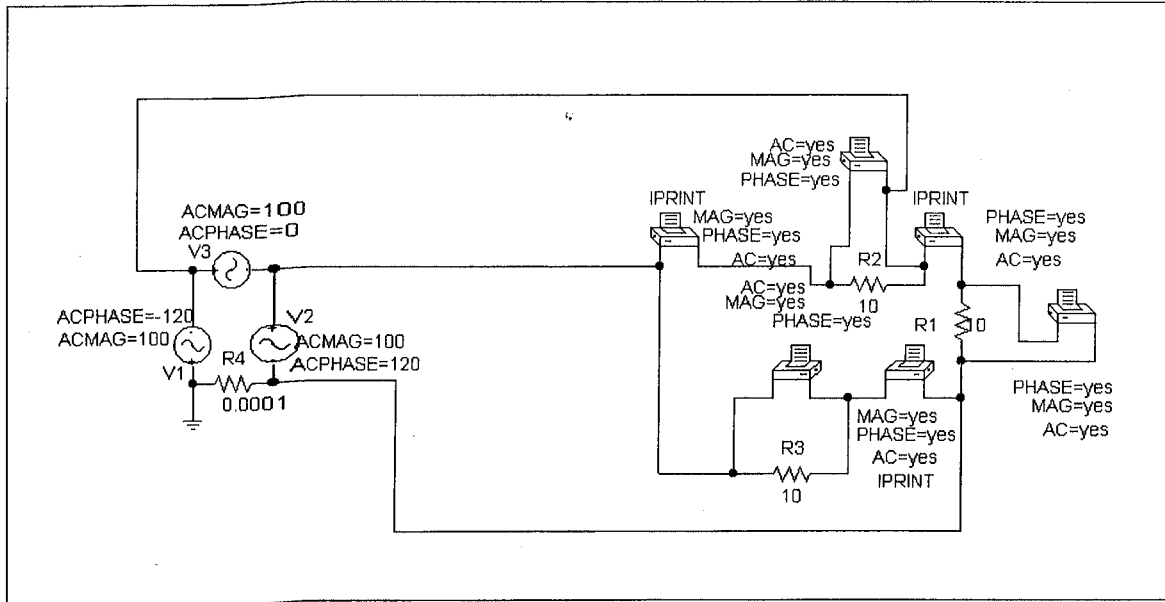 AC=yes
MAG=yes
PHASE=yes
IPRINT
MAG=yes
PHASE=yes
AC=yes
IPRINT
PHASE=yes
MAG=yes
AC=yes
ACMAG=100
ACPHASE=0
V3
R2
10
AC=yes
MAG=yes
PHASE=yes
ACPHASE=-120
ACMAG=100
V1
R4
0.0001
V2
ACMAG=100
ACPHASE=120
R1
10
PHASE=yes
MAG=yes
AC=yes
MAG=yes
PHASE=yes
AC=yes
IPRINT
R3
10